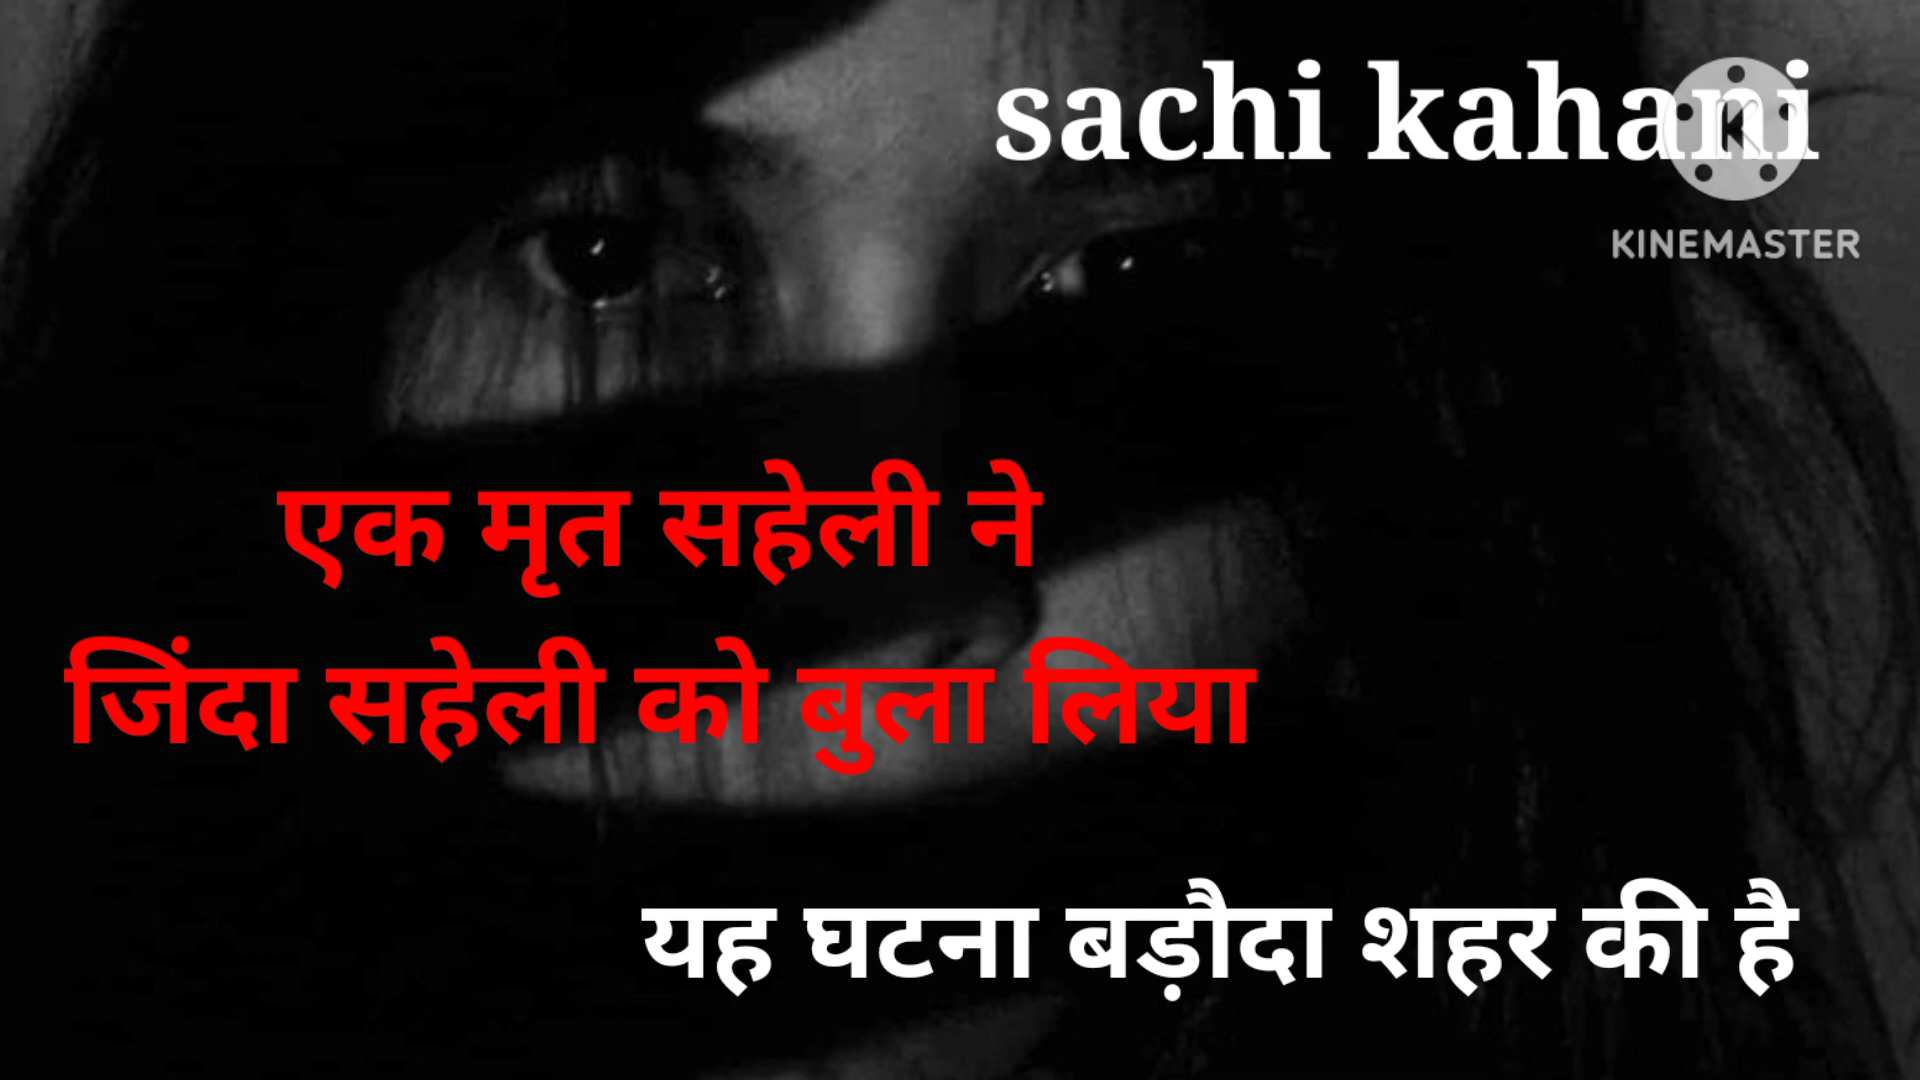 sachi kahani
KINEMASTER
एक मृत सहेली ने
जिंदा सहेली को बुला लिया
यह घटना बड़ौदा शहर की है